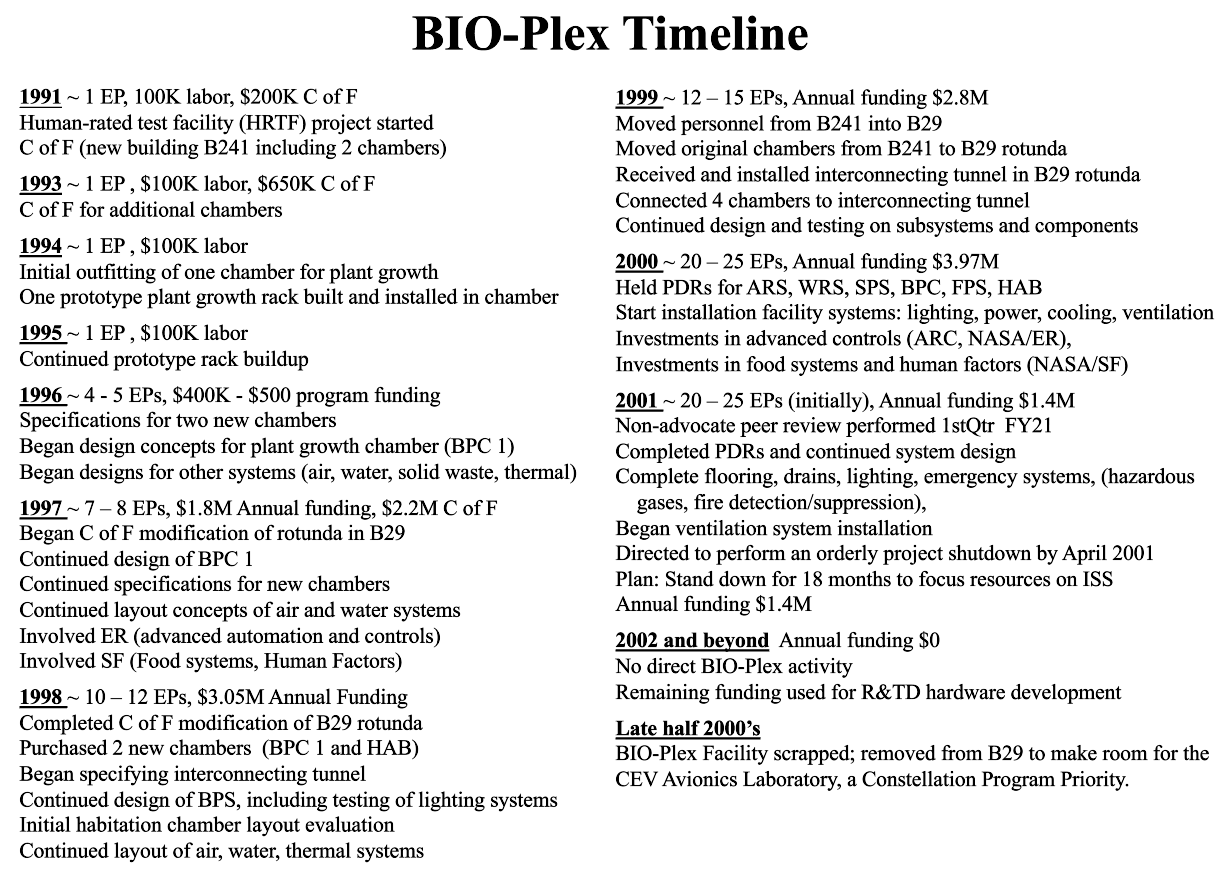 BIO-Plex Timeline
1991 ~ 1 EP, 100K labor, $200K C of F
Human-rated test facility (HRTF) project started
C of F (new building B241 including 2 chambers)
1993 ~ 1 EP , $100K labor, $650K C of F
C of F for additional chambers
1994 ~ 1 EP , $100K labor
Initial outfitting of one chamber for plant growth
One prototype plant growth rack built and installed in chamber
1995 ~ 1 EP , $100K labor
Continued prototype rack buildup
1996 ~ 4 - 5 EPs, $400K - $500 program funding
Specifications for two new chambers
Began design concepts for plant growth chamber (BPC 1)
Began designs for other systems (air, water, solid waste, thermal)
1997 ~ 7 – 8 EPs, $1.8M Annual funding, $2.2M C of F
Began C of F modification of rotunda in B29
Continued design of BPC 1
Continued specifications for new chambers
Continued layout concepts of air and water systems
Involved ER (advanced automation and controls)
Involved SF (Food systems, Human Factors)
1998 ~ 10 – 12 EPs, $3.05M Annual Funding
Completed C of F modification of B29 rotunda
Purchased 2 new chambers (BPC 1 and HAB)
Began specifying interconnecting tunnel
Continued design of BPS, including testing of lighting systems
Initial habitation chamber layout evaluation
Continued layout of air, water, thermal systems
1999 ~ 12 – 15 EPs, Annual funding $2.8M
Moved personnel from B241 into B29
Moved original chambers from B241 to B29 rotunda
Received and installed interconnecting tunnel in B29 rotunda
Connected 4 chambers to interconnecting tunnel
Continued design and testing on subsystems and components
2000 ~ 20 – 25 EPs, Annual funding $3.97M
Held PDRs for ARS, WRS, SPS, BPC, FPS, HAB
Start installation facility systems: lighting, power, cooling, ventilation
Investments in advanced controls (ARC, NASA/ER),
Investments in food systems and human factors (NASA/SF)
2001 ~ 20 – 25 EPs (initially), Annual funding $1.4M
Non-advocate peer review performed 1stQtr FY21
Completed PDRs and continued system design
Complete flooring, drains, lighting, emergency systems, (hazardous
gases, fire detection/suppression),
Began ventilation system installation
Directed to perform an orderly project shutdown by April 2001
Plan: Stand down for 18 months to focus resources on ISS
Annual funding $1.4M
2002 and beyond Annual funding $0
No direct BIO-Plex activity
Remaining funding used for R&TD hardware development
Late half 2000’s
BIO-Plex Facility scrapped; removed from B29 to make room for the
CEV Avionics Laboratory, a Constellation Program Priority.